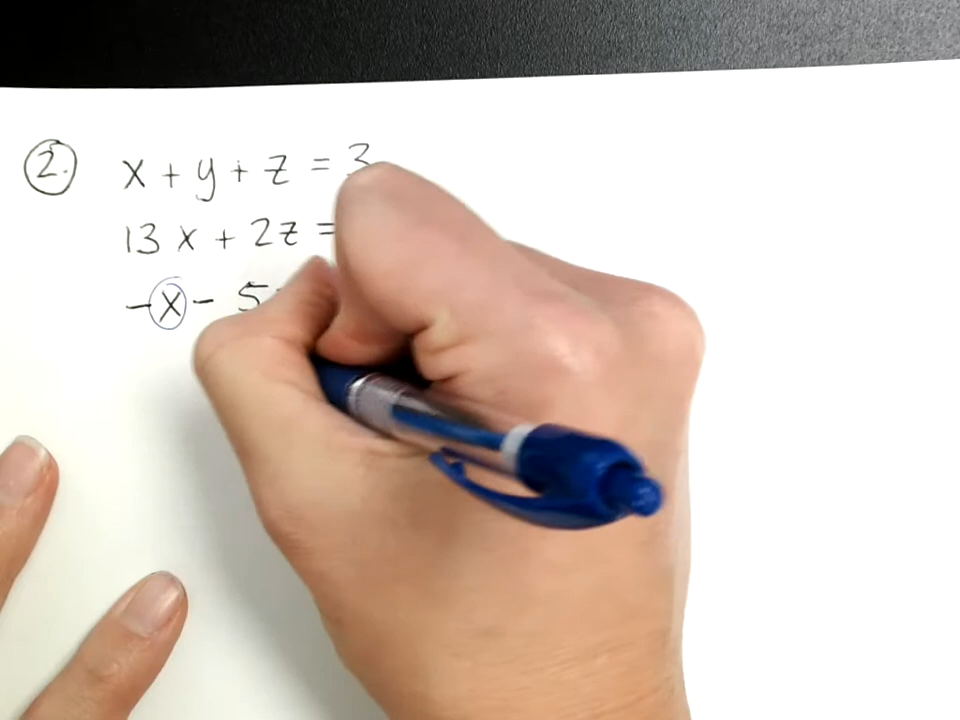 2.
x + y + z = 3
13 x + 2z =
-x - 5